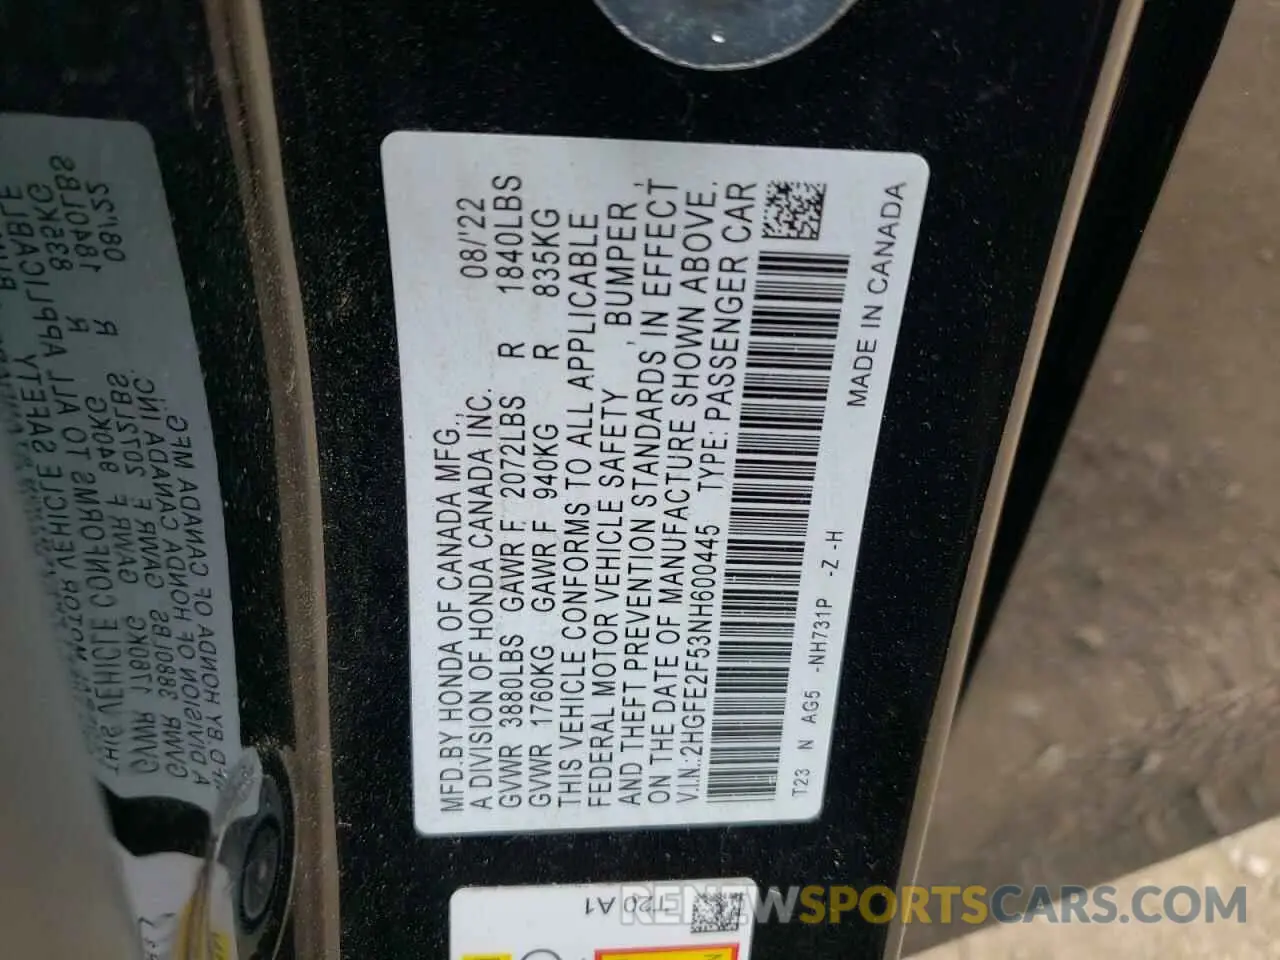 MFD. BY HONDA OF CANADA MFG.,
A DIVISION OF HONDA CANADA INC. 08/'22
GVWR 3880LBS GAWR F 2072LBS R 1840LBS
GVWR 1760KG GAWR F 940KG R 835KG
THIS VEHICLE CONFORMS TO ALL APPLICABLE
FEDERAL MOTOR VEHICLE SAFETY , BUMPER ,
AND THEFT PREVENTION STANDARDS, IN EFFECT
ON THE DATE OF MANUFACTURE SHOWN ABOVE.
V.I.N.: 2HGFE2F53NH600445 TYPE: PASSENGER CAR
T23 N AG5 -NH731P -Z -H
MADE IN CANADA
T20 A1
RENEWSPORTSCARS.COM